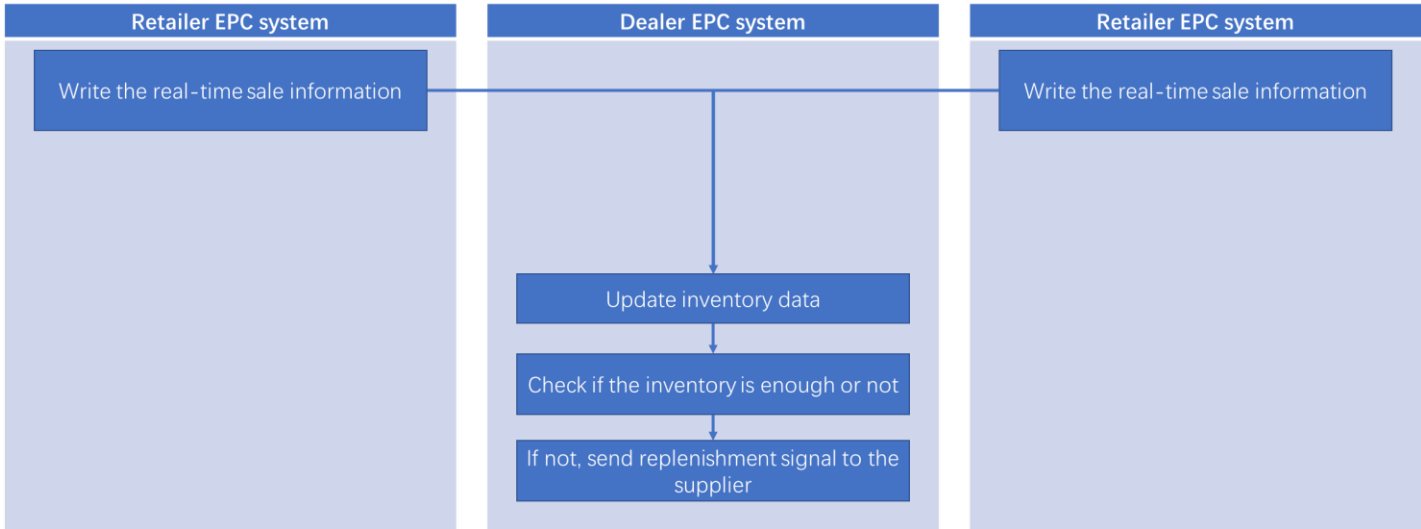 Retailer EPC system
Dealer EPC system
Retailer EPC system
Write the real-time sale information
Write the real-time sale information
Update inventory data
Check if the inventory is enough or not
If not, send replenishment signal to the
supplier